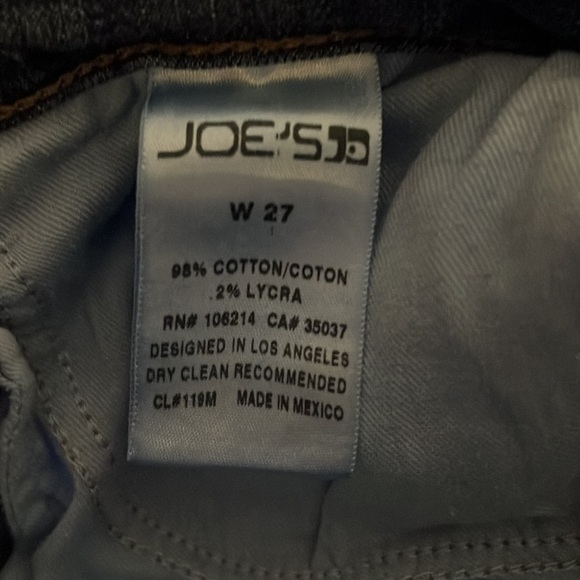 JOE'S
W 27
98% COTTON/COTON
2% LYCRA
RN# 106214 CA# 35037
DESIGNED IN LOS ANGELES
DRY CLEAN RECOMMENDED
CL#119M MADE IN MEXICO